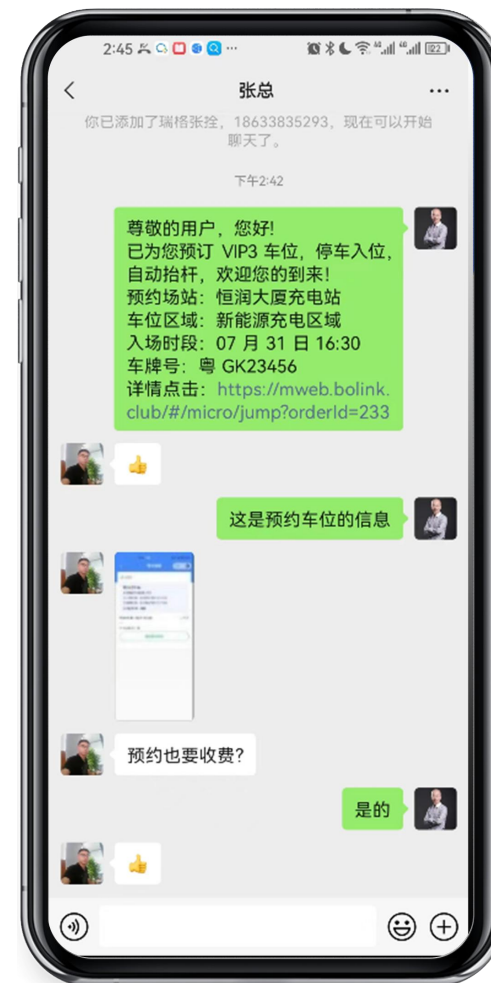 2:45
122
张总
你已添加了瑞格张拴，18633835293，现在可以开始
聊天了。
下午2:42
尊敬的用户，您好!
已为您预订 VIP3 车位，停车入位,
自动抬杆，欢迎您的到来!
预约场站：恒润大厦充电站
车位区域：新能源充电区域
入场时段：07 月 31 日 16:30
车牌号：粤 GK23456
详情点击：https://mweb.bolink.
club/#/micro/jump?orderId=233
这是预约车位的信息
预约也要收费?
是的